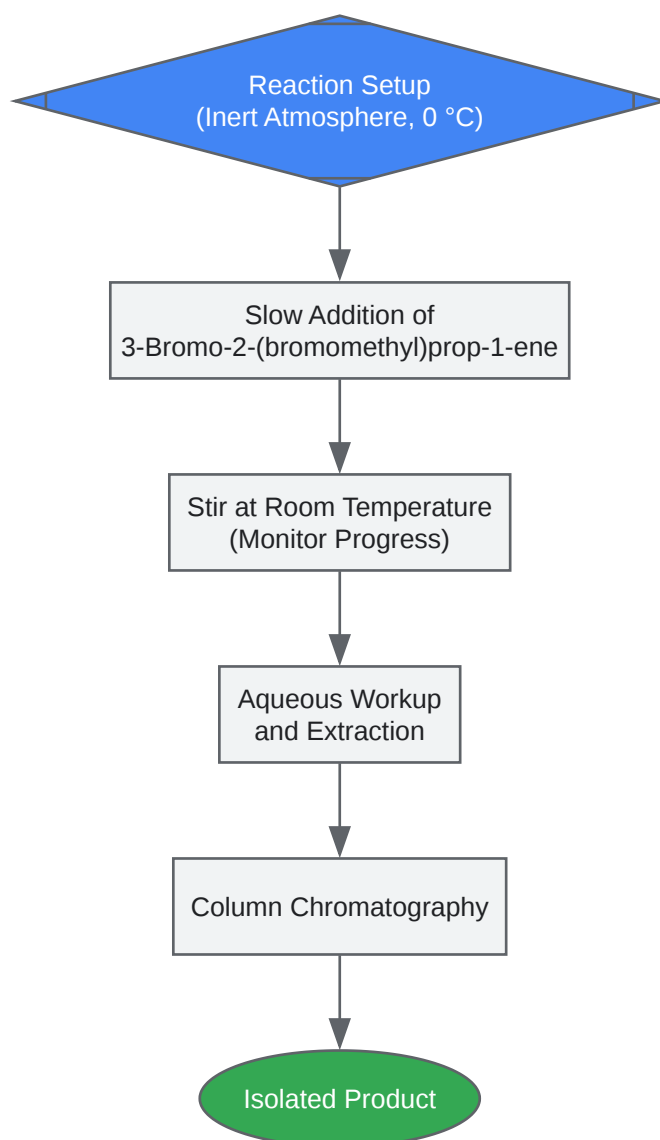 Reaction Setup
(Inert Atmosphere, 0 °C)
Slow Addition of
3-Bromo-2-(bromomethyl)prop-1-ene
Stir at Room Temperature
(Monitor Progress)
Aqueous Workup
and Extraction
Column Chromatography
Isolated Product